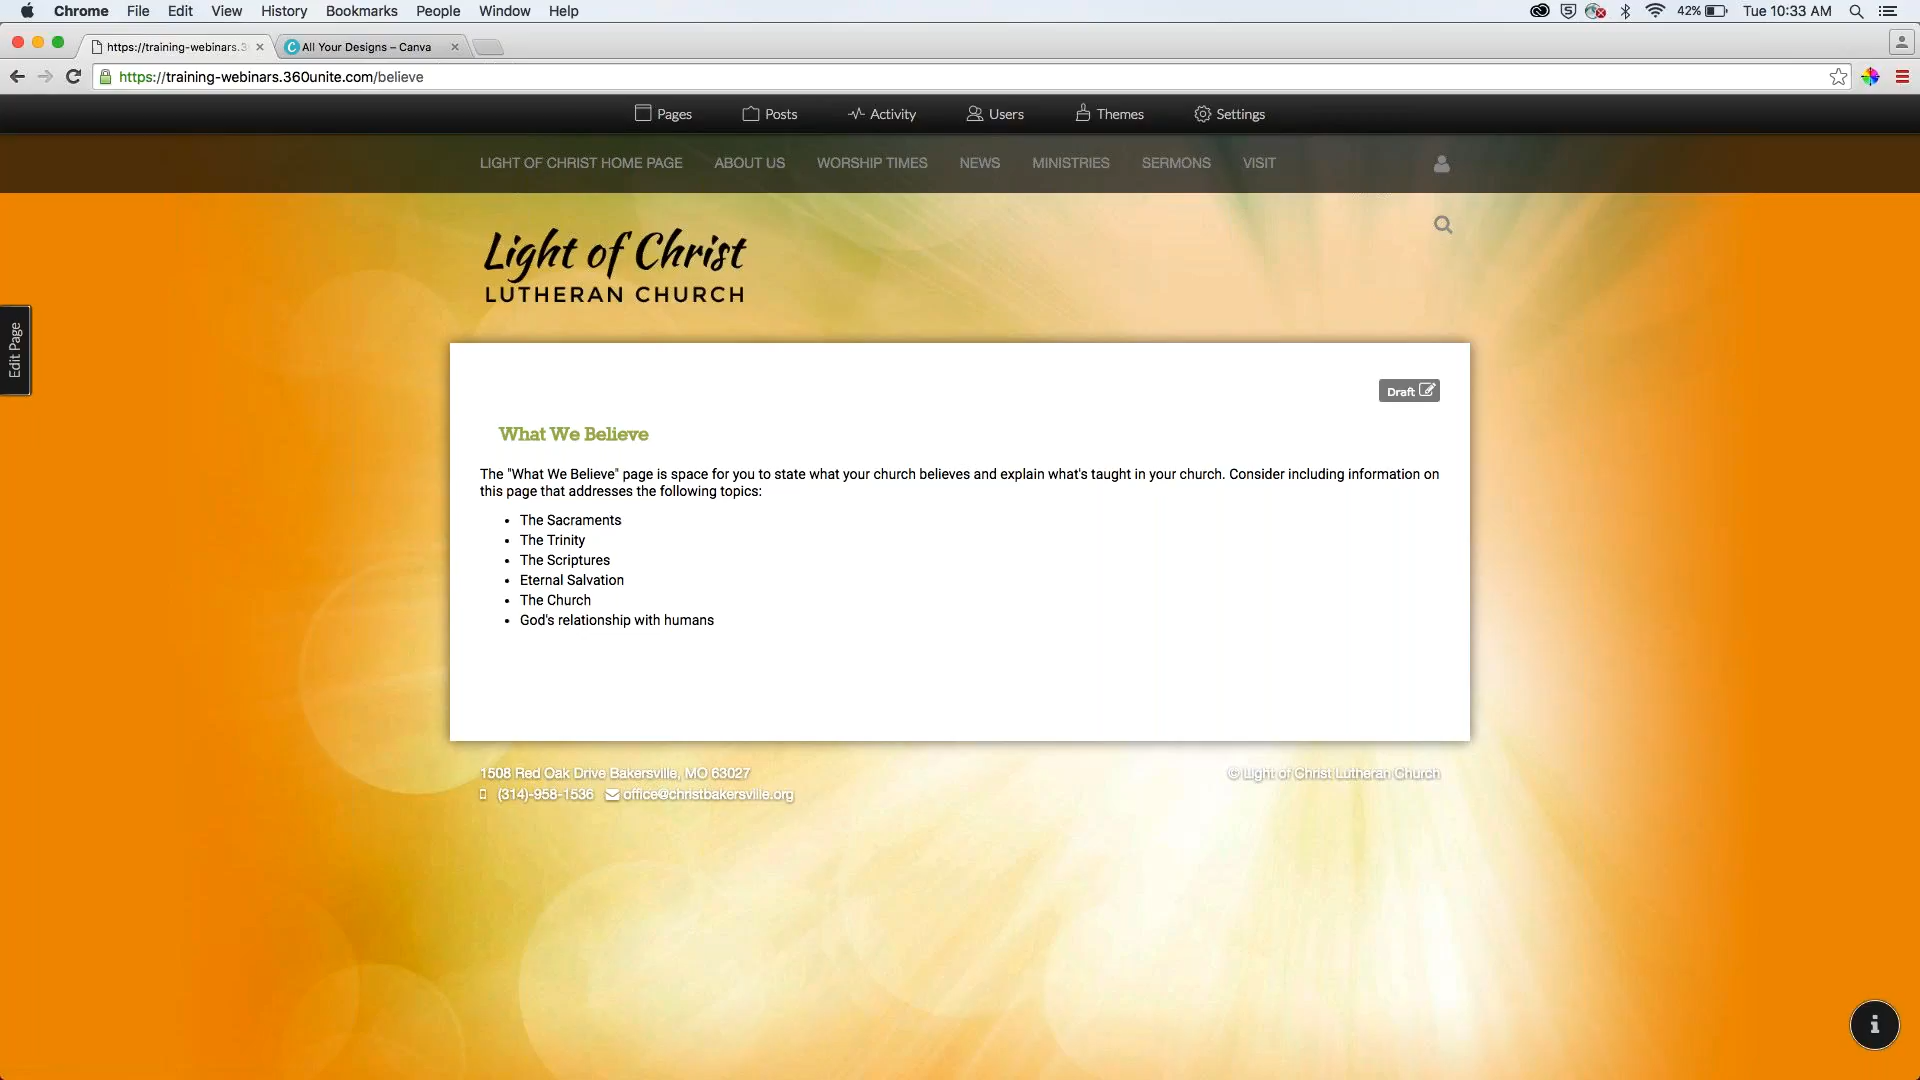 Chrome File Edit View History Bookmarks People Window Help 42% Tue 10:33 AM
https://training-webinars.3 All Your Designs – Canva
https://training-webinars.360unite.com/believe
Pages Posts Activity Users Themes Settings
LIGHT OF CHRIST HOME PAGE ABOUT US WORSHIP TIMES NEWS MINISTRIES SERMONS VISIT
Light of Christ
LUTHERAN CHURCH
Edit Page
Draft
What We Believe
The "What We Believe" page is space for you to state what your church believes and explain what's taught in your church. Consider including information on
this page that addresses the following topics:
• The Sacraments
• The Trinity
• The Scriptures
• Eternal Salvation
• The Church
• God's relationship with humans
1508 Red Oak Drive Bakersville, MO 63027 © Light of Christ Lutheran Church
(314)-958-1536 office@christbakersville.org